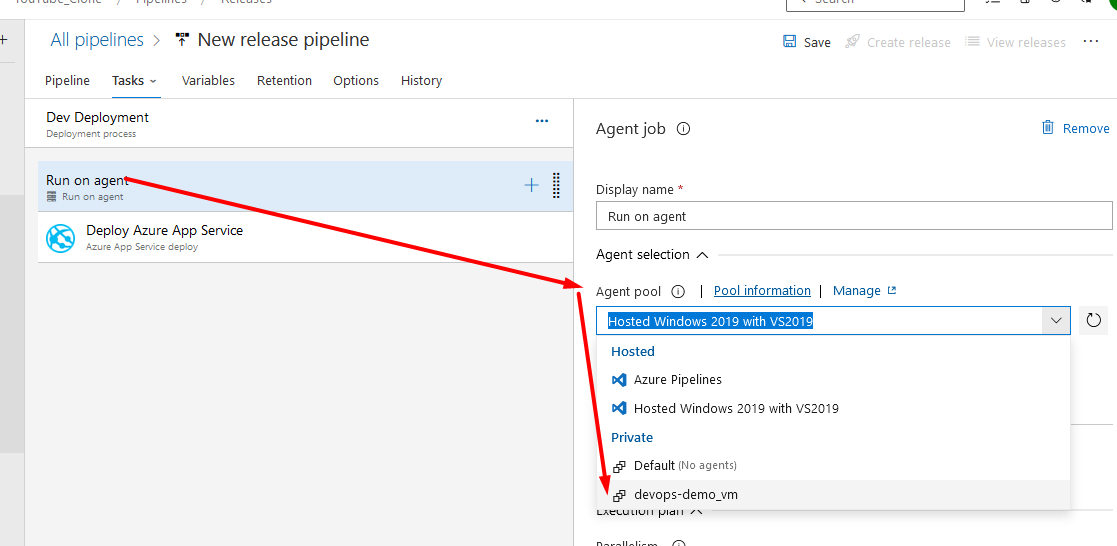 YouTube_Clone / Pipelines / Releases
Search
All pipelines > New release pipeline
Save
Create release
View releases
Pipeline
Tasks
Variables
Retention
Options
History
Dev Deployment
Deployment process
Run on agent
Run on agent
Deploy Azure App Service
Azure App Service deploy
Agent job
Remove
Display name *
Run on agent
Agent selection
Agent pool | Pool information | Manage
Hosted Windows 2019 with VS2019
Hosted
Azure Pipelines
Hosted Windows 2019 with VS2019
Private
Default (No agents)
devops-demo_vm
Execution plan
Parallelism